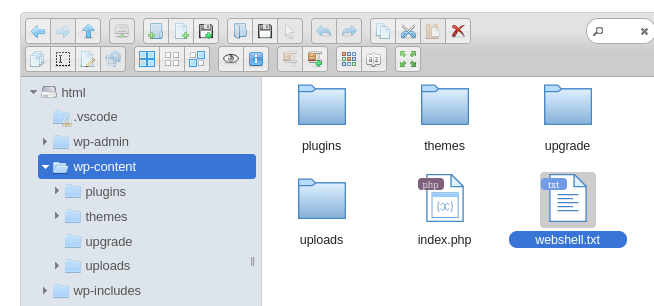 html
.vscode
wp-admin
wp-content
plugins
themes
upgrade
uploads
wp-includes
plugins
themes
upgrade
uploads
php
index.php
txt
webshell.txt